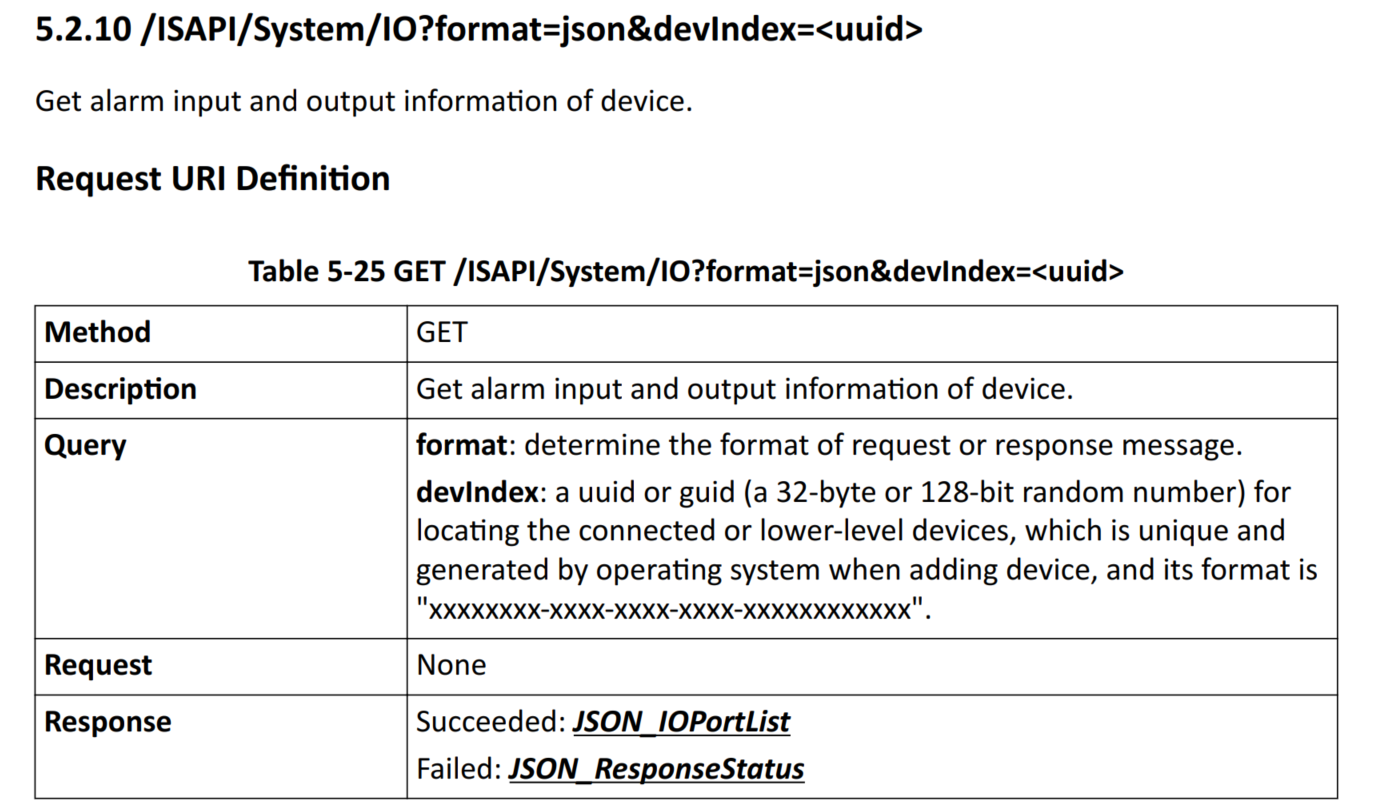 5.2.10 /ISAPI/System/IO?format=json&devIndex=<uuid>
Get alarm input and output information of device.
Request URI Definition
Table 5-25 GET /ISAPI/System/IO?format=json&devIndex=<uuid>
Method GET
Description Get alarm input and output information of device.
Query format: determine the format of request or response message.
devIndex: a uuid or guid (a 32-byte or 128-bit random number) for
locating the connected or lower-level devices, which is unique and
generated by operating system when adding device, and its format is
"xxxxxxxx-xxxx-xxxx-xxxx-xxxxxxxxxxxx".
Request None
Response Succeeded: JSON_IOPortList
Failed: JSON_ResponseStatus